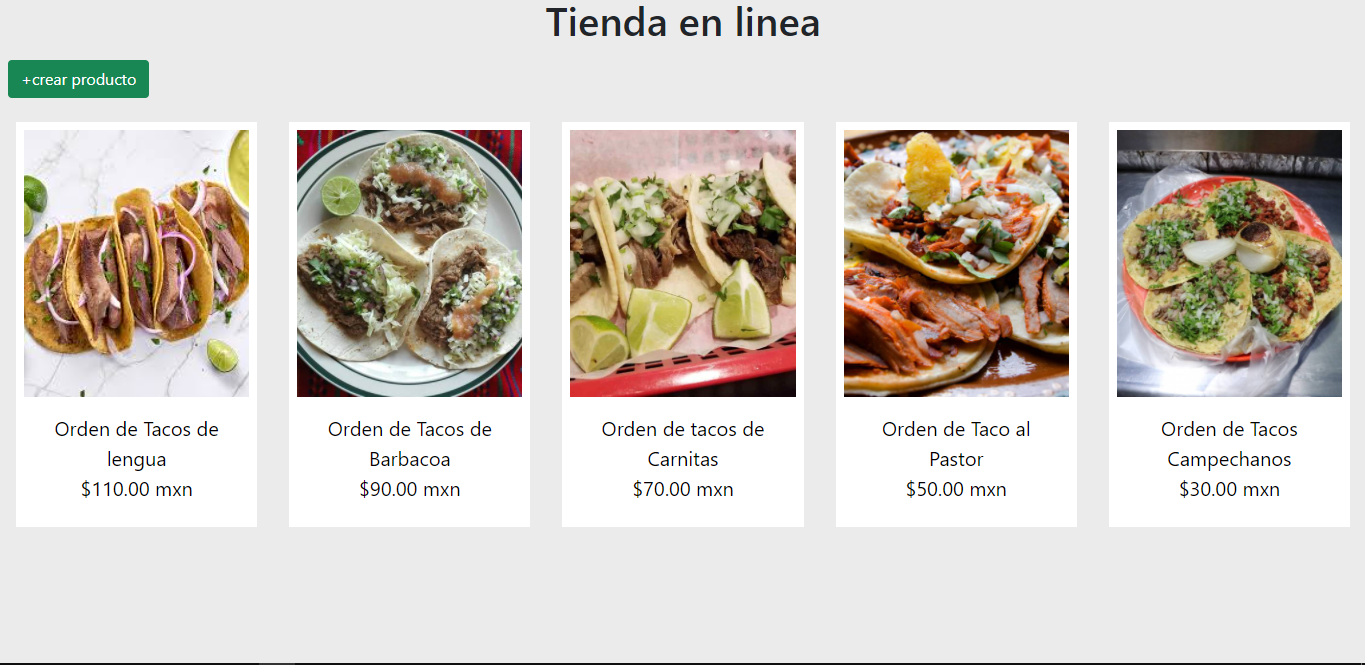 Tienda en linea
+crear producto
Orden de Tacos de
lengua
$110.00 mxn
Orden de Tacos de
Barbacoa
$90.00 mxn
Orden de tacos de
Carnitas
$70.00 mxn
Orden de Taco al
Pastor
$50.00 mxn
Orden de Tacos
Campechanos
$30.00 mxn